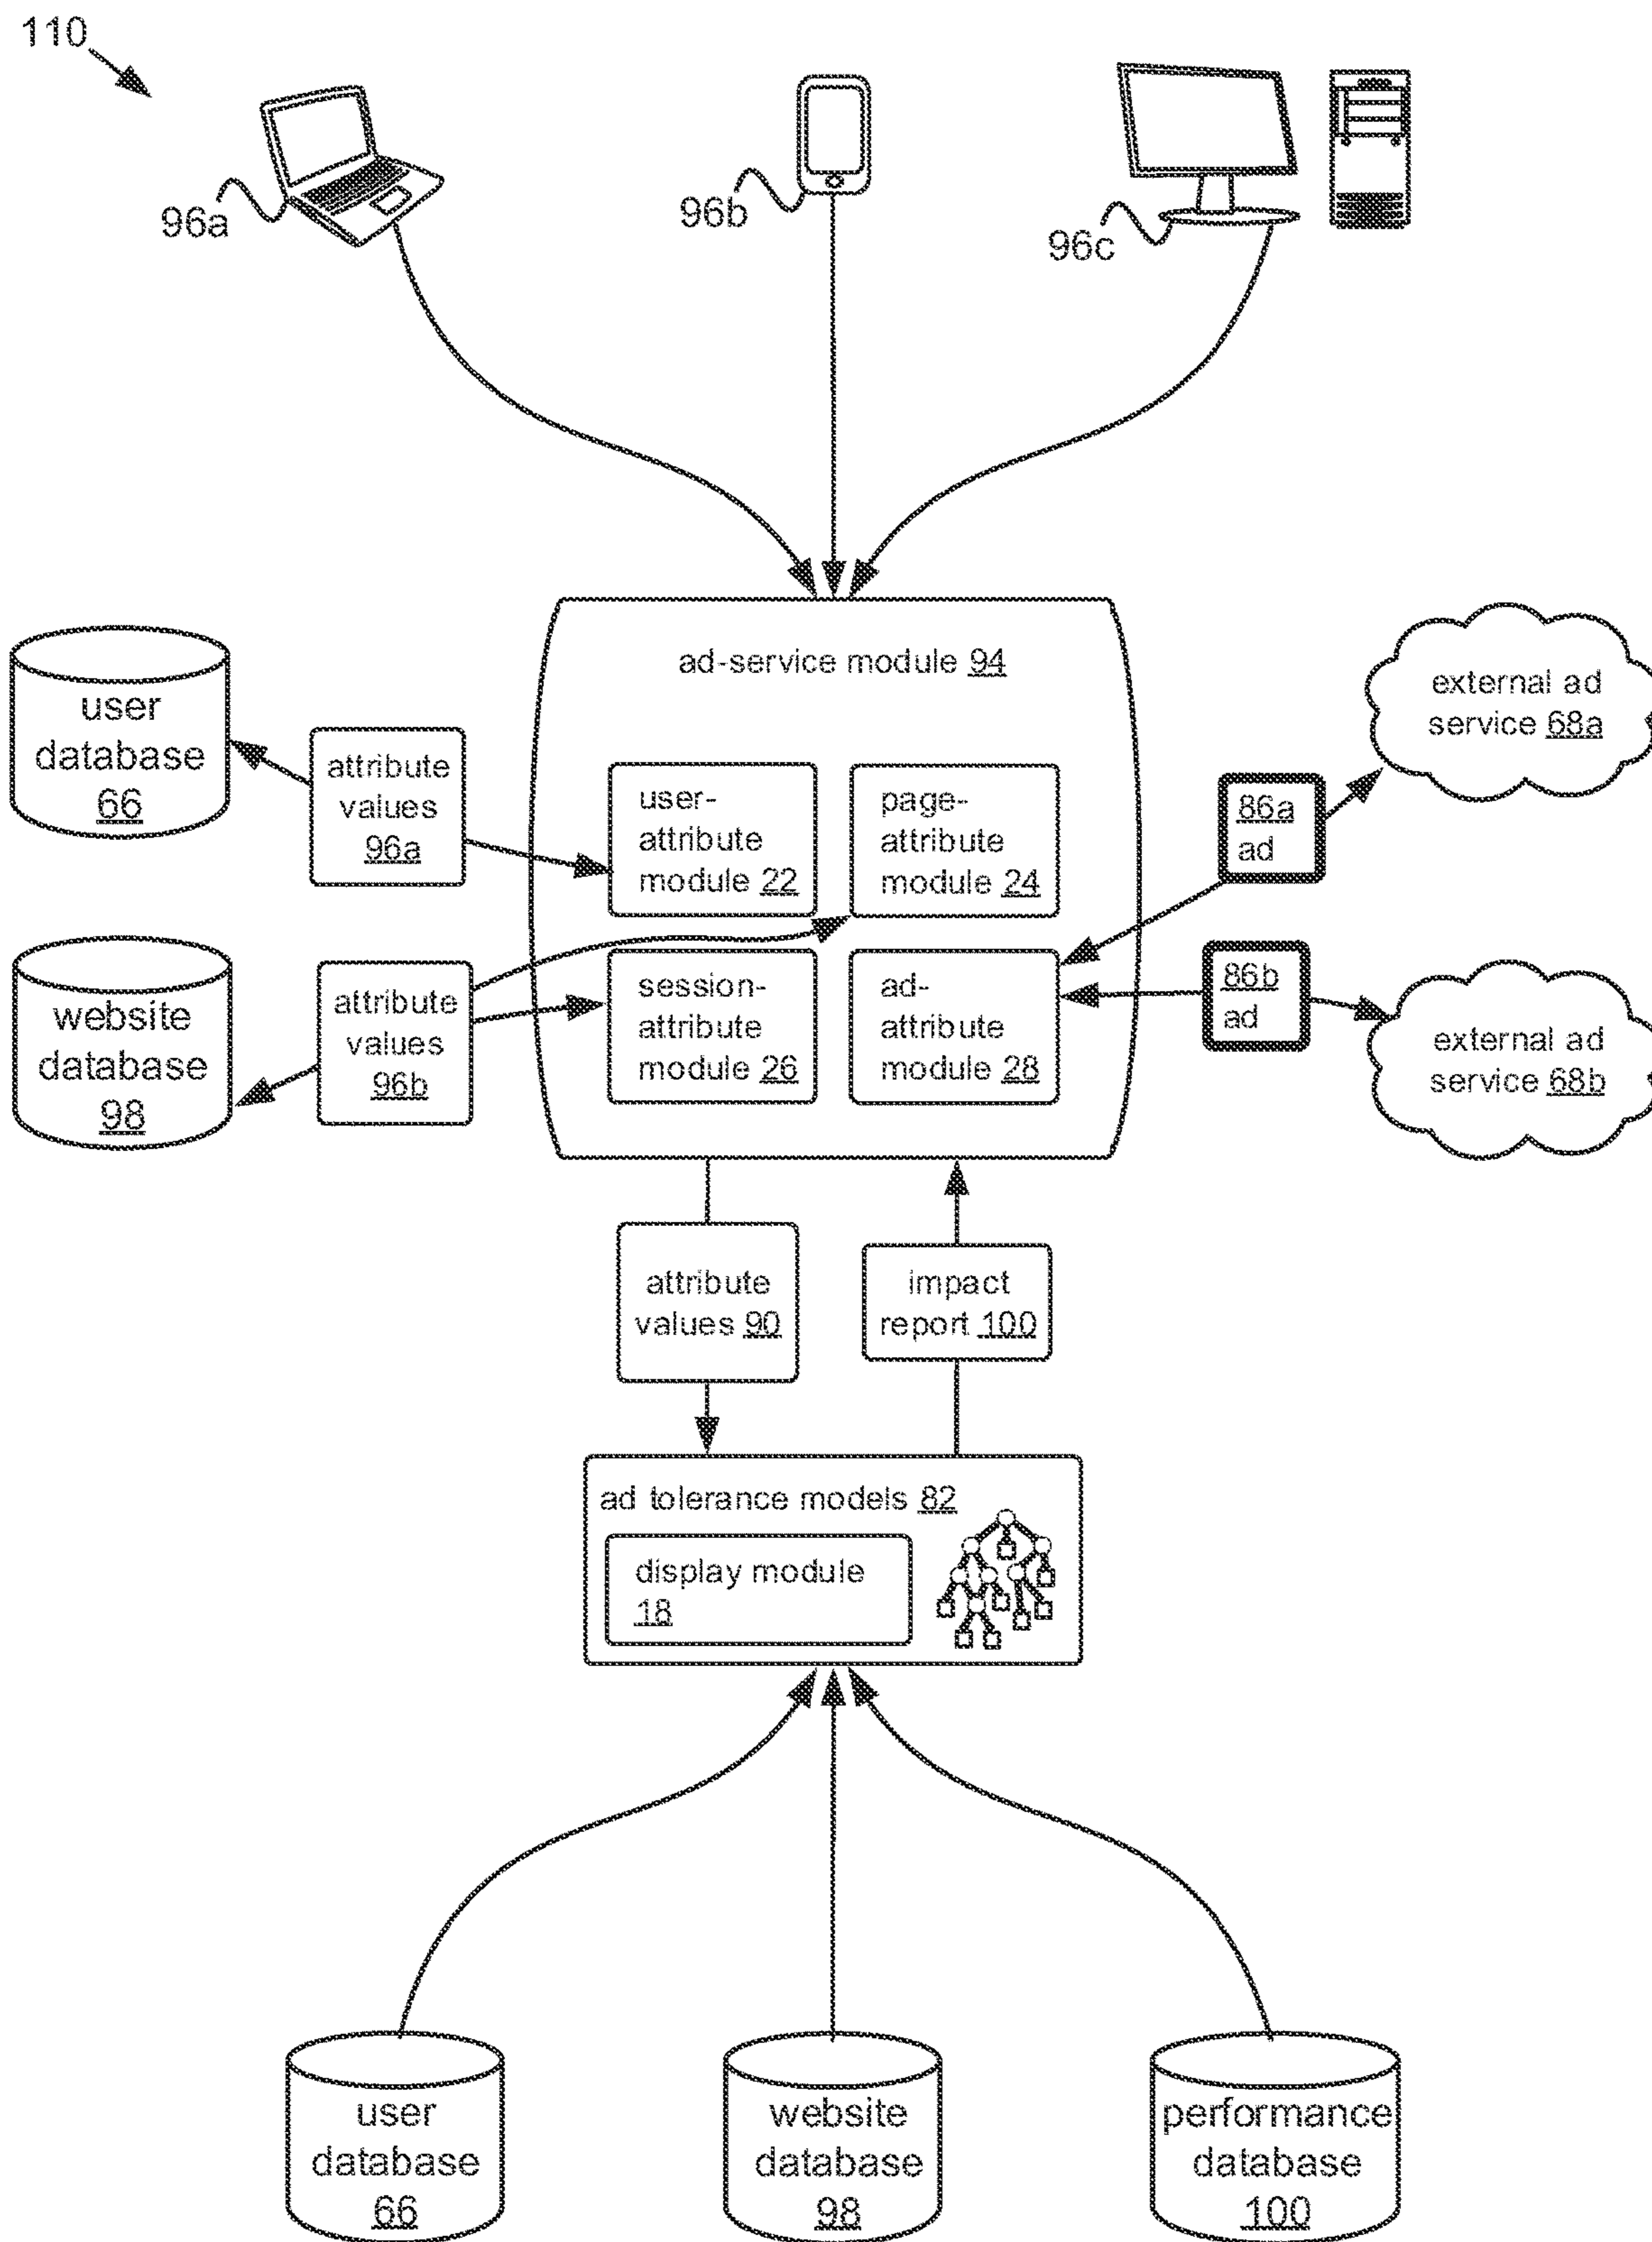 110
96a
96b
96c
ad-service module 94
user
database
66
attribute
values
96a
user-
attribute
module 22
page-
attribute
module 24
86a
ad
external ad
service 68a
website
database
98
attribute
values
96b
session-
attribute
module 26
ad-
attribute
module 28
86b
ad
external ad
service 68b
attribute
values 90
impact
report 100
ad tolerance models 82
display module
18
user
database
66
website
database
98
performance
database
100